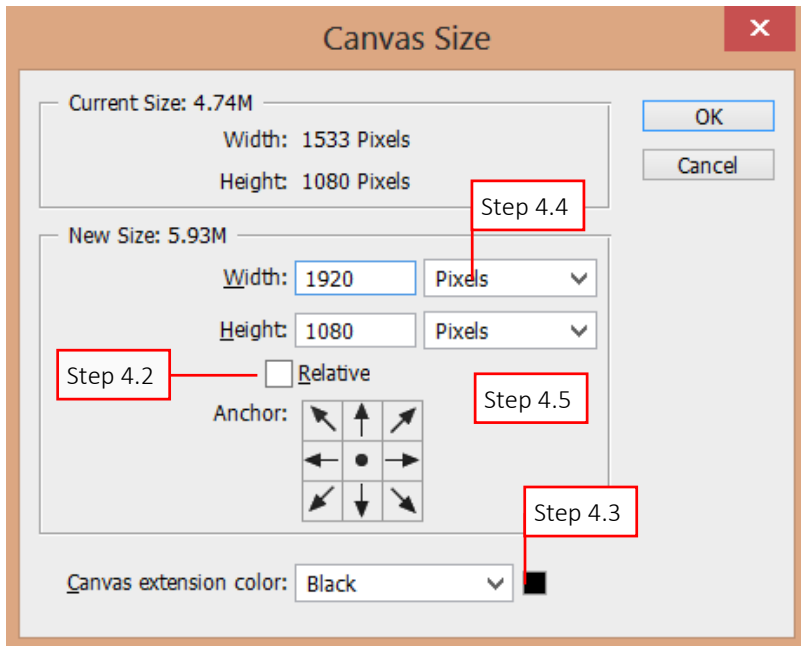 Canvas Size
Current Size: 4.74M
OK
Width: 1533 Pixels
Cancel
Height: 1080 Pixels
Step 4.4
New Size: 5.93M
Width: 1920 Pixels
Height: 1080 Pixels
Step 4.2
Relative
Step 4.5
Anchor:
Step 4.3
Canvas extension color: Black